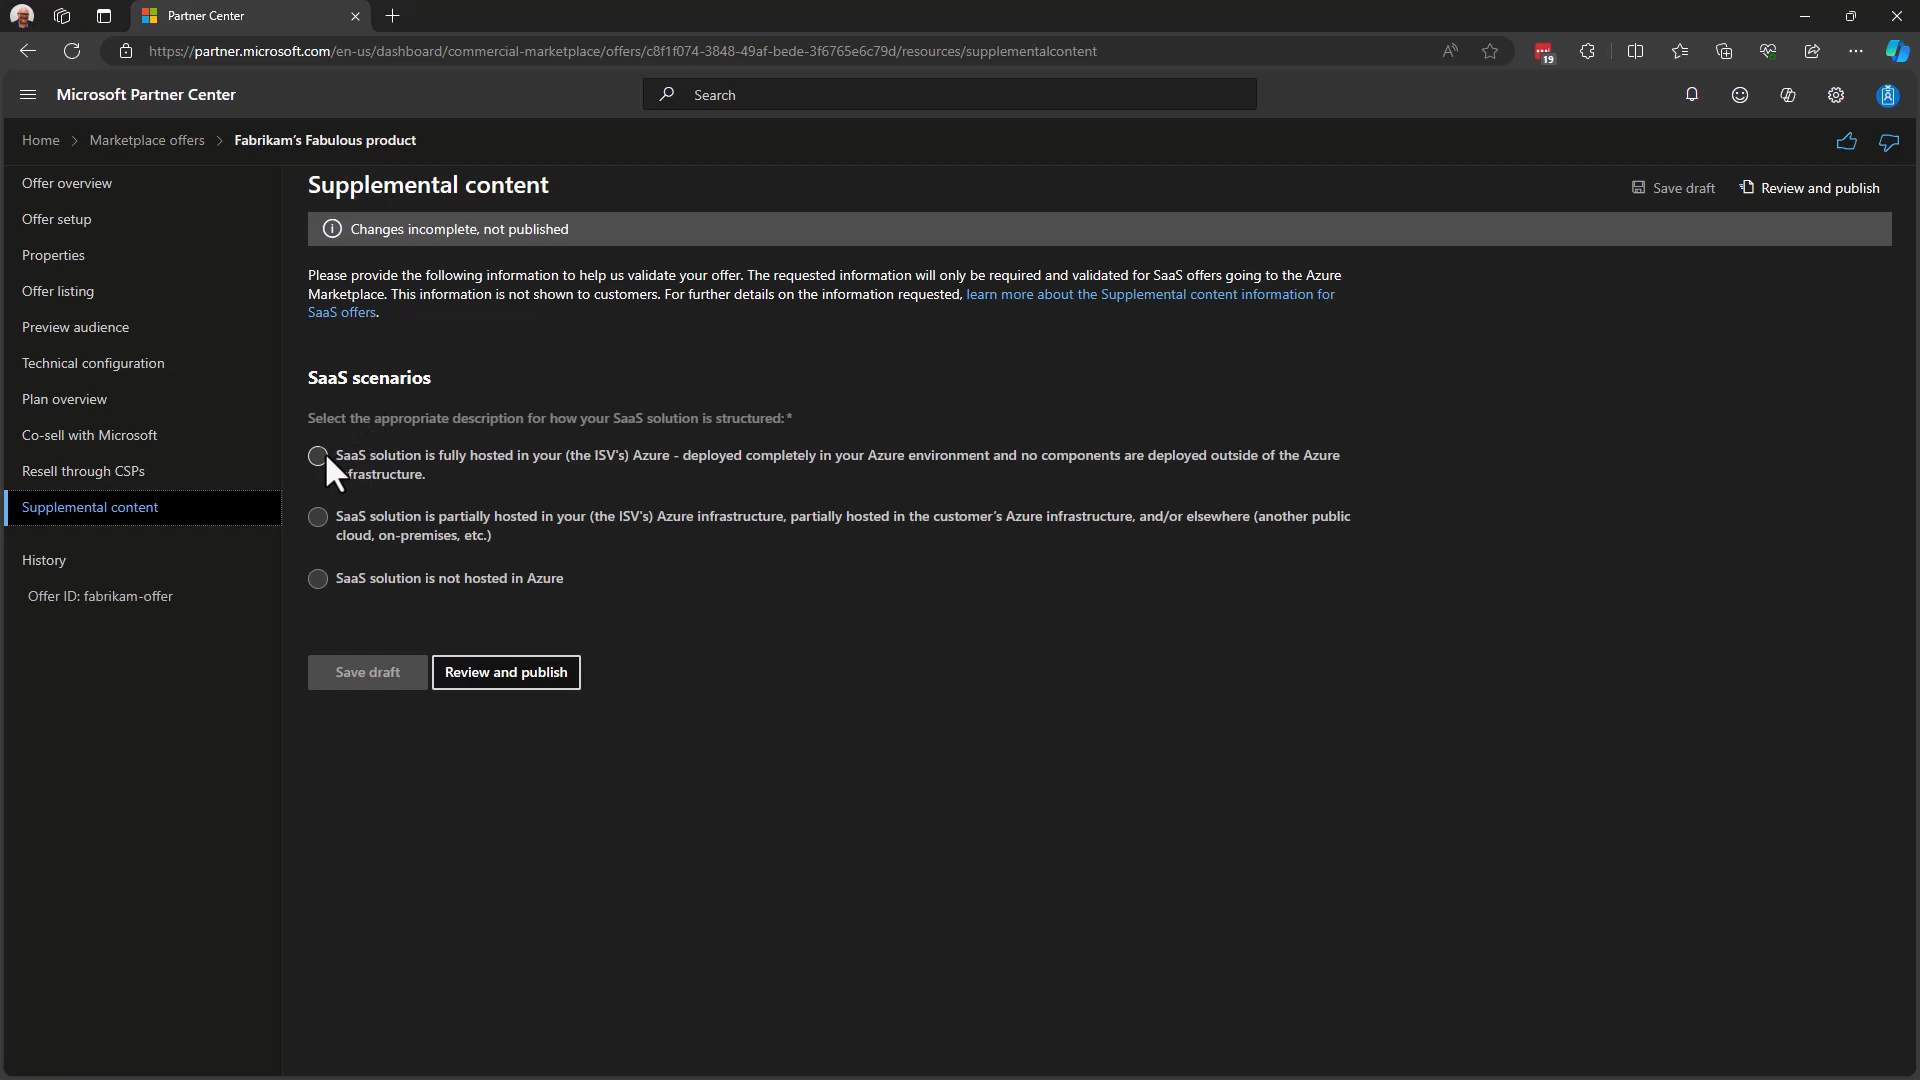 Partner Center
https://partner.microsoft.com/en-us/dashboard/commercial-marketplace/offers/c8f1f074-3848-49af-bede-3f6765e6c79d/resources/supplementalcontent
19
Microsoft Partner Center
Search
Home
Marketplace offers
Fabrikam's Fabulous product
Offer overview
Offer setup
Properties
Offer listing
Preview audience
Technical configuration
Plan overview
Co-sell with Microsoft
Resell through CSPs
Supplemental content
History
Offer ID: fabrikam-offer
Supplemental content
Save draft
Review and publish
Changes incomplete, not published
Please provide the following information to help us validate your offer. The requested information will only be required and validated for SaaS offers going to the Azure
Marketplace. This information is not shown to customers. For further details on the information requested, learn more about the Supplemental content information for
SaaS offers.
SaaS scenarios
Select the appropriate description for how your SaaS solution is structured:*
SaaS solution is fully hosted in your (the ISV's) Azure - deployed completely in your Azure environment and no components are deployed outside of the Azure
frastructure.
SaaS solution is partially hosted in your (the ISV's) Azure infrastructure, partially hosted in the customer's Azure infrastructure, and/or elsewhere (another public
cloud, on-premises, etc.)
SaaS solution is not hosted in Azure
Save draft
Review and publish